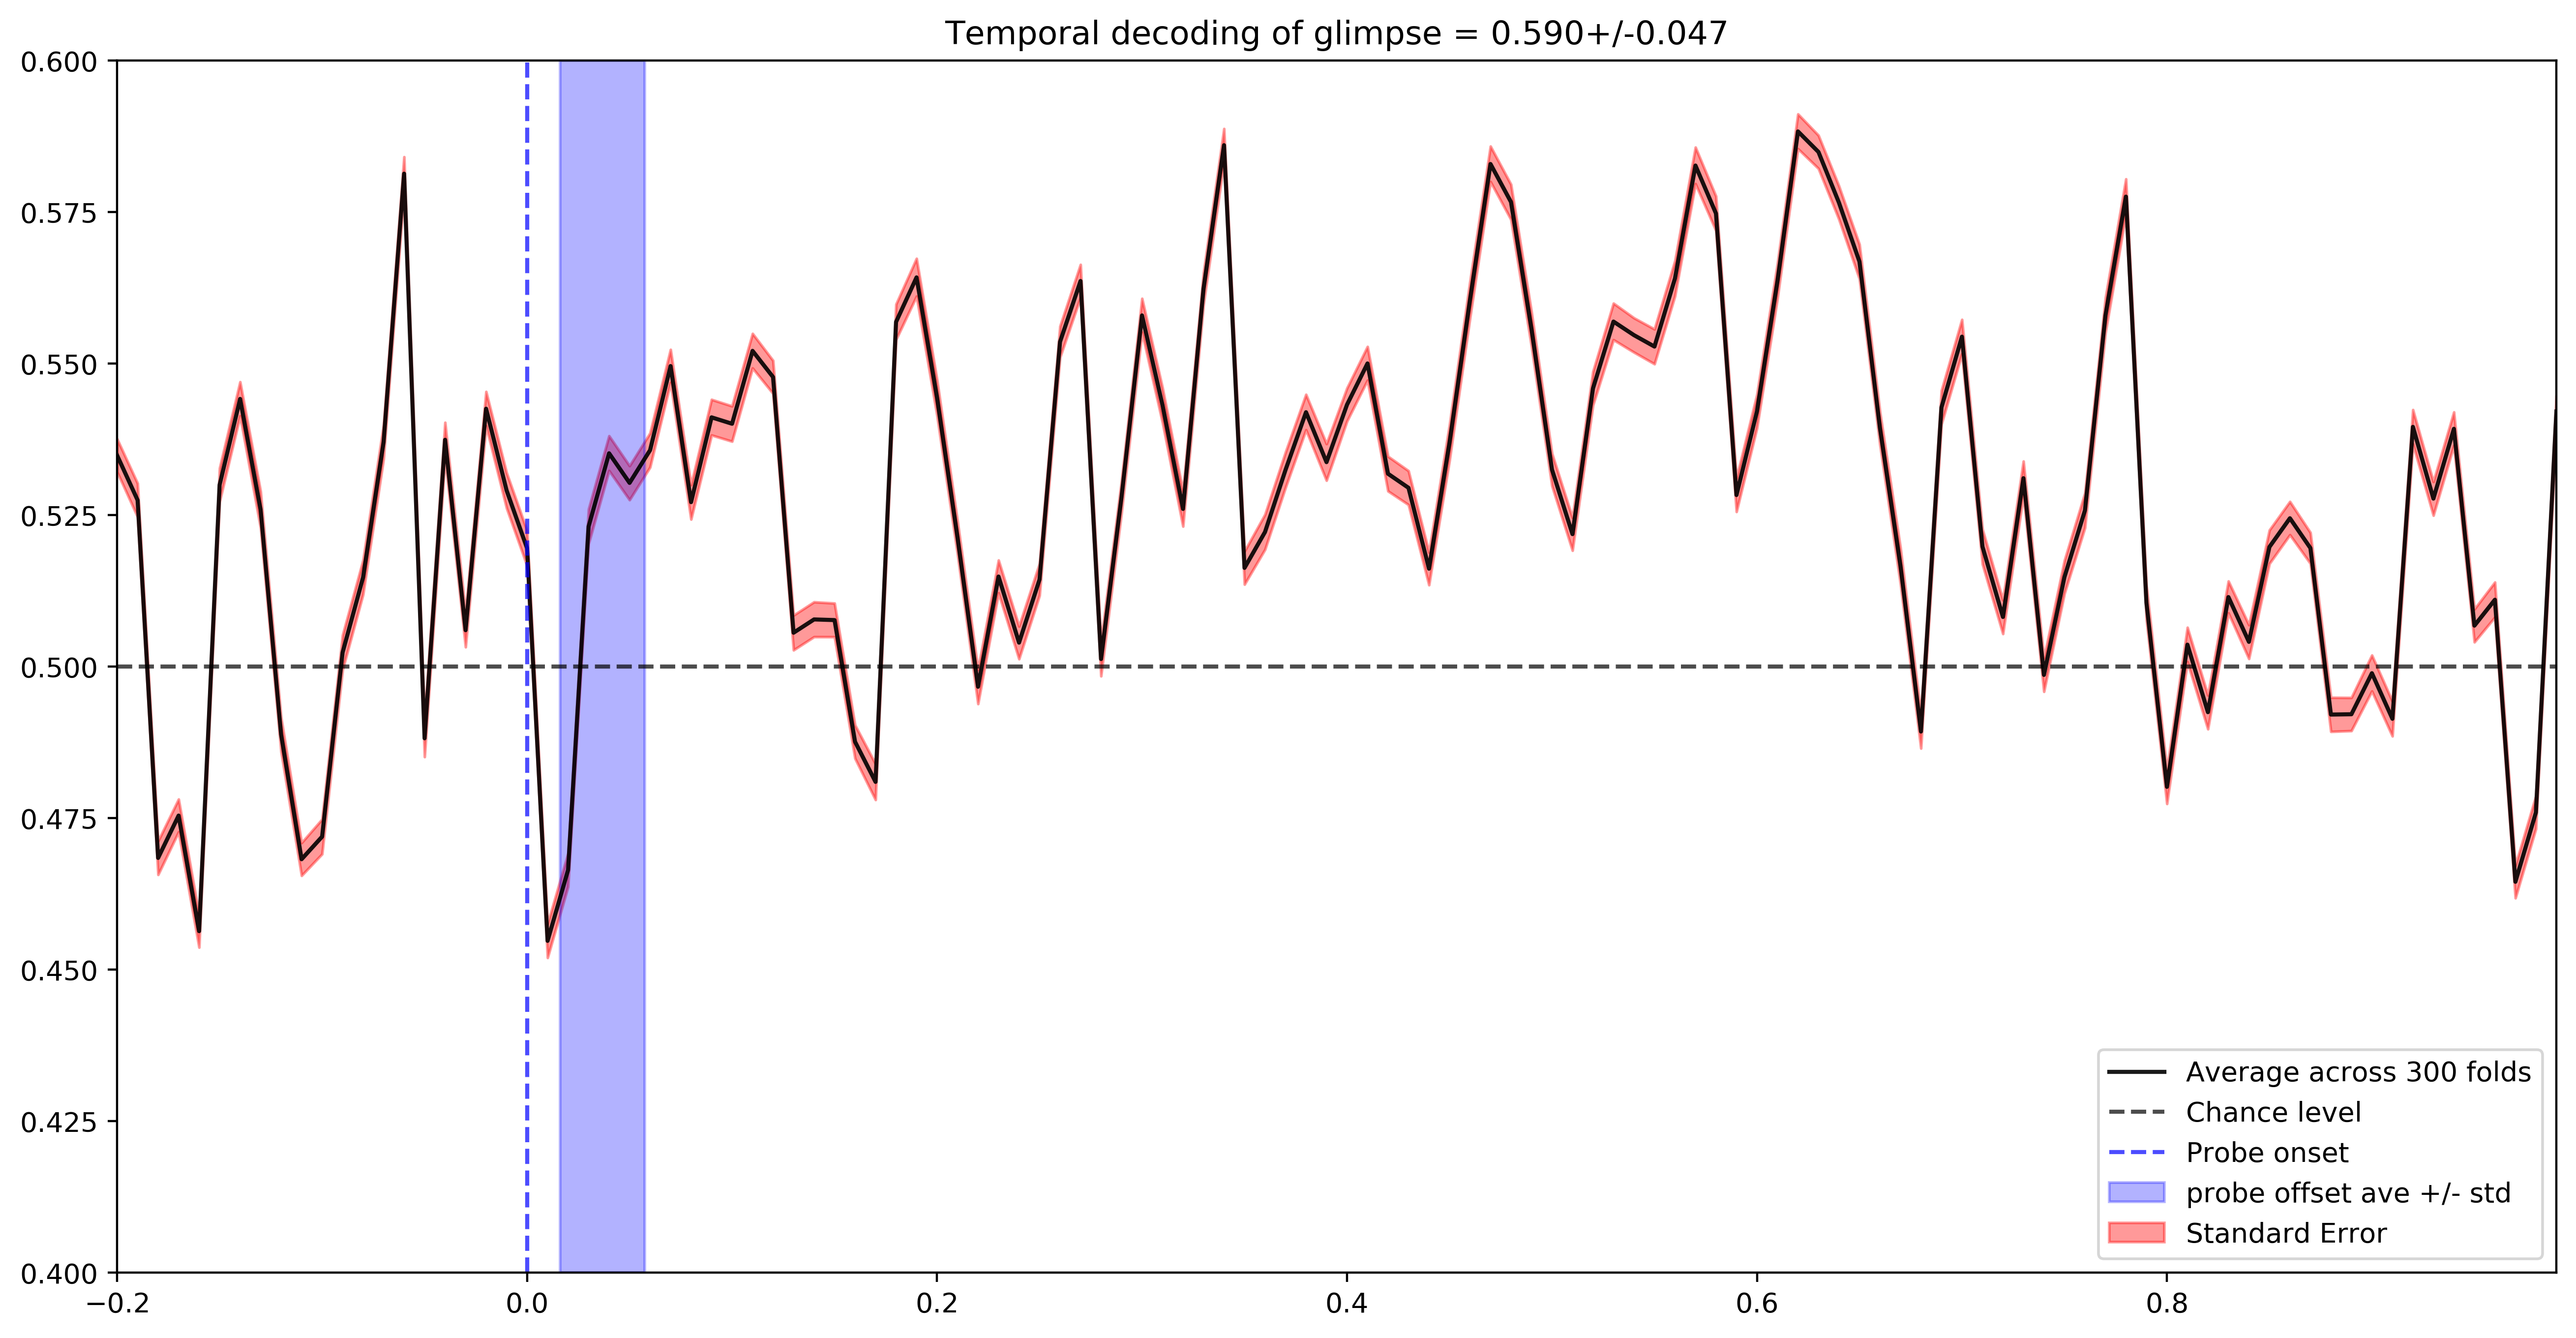 Temporal decoding of glimpse = 0.590+/-0.047
0.600
0.575
0.550
0.525
0.500
0.475
0.450
0.425
0.400
−0.2
0.0
0.2
0.4
0.6
0.8
Average across 300 folds
Chance level
Probe onset
probe offset ave +/- std
Standard Error